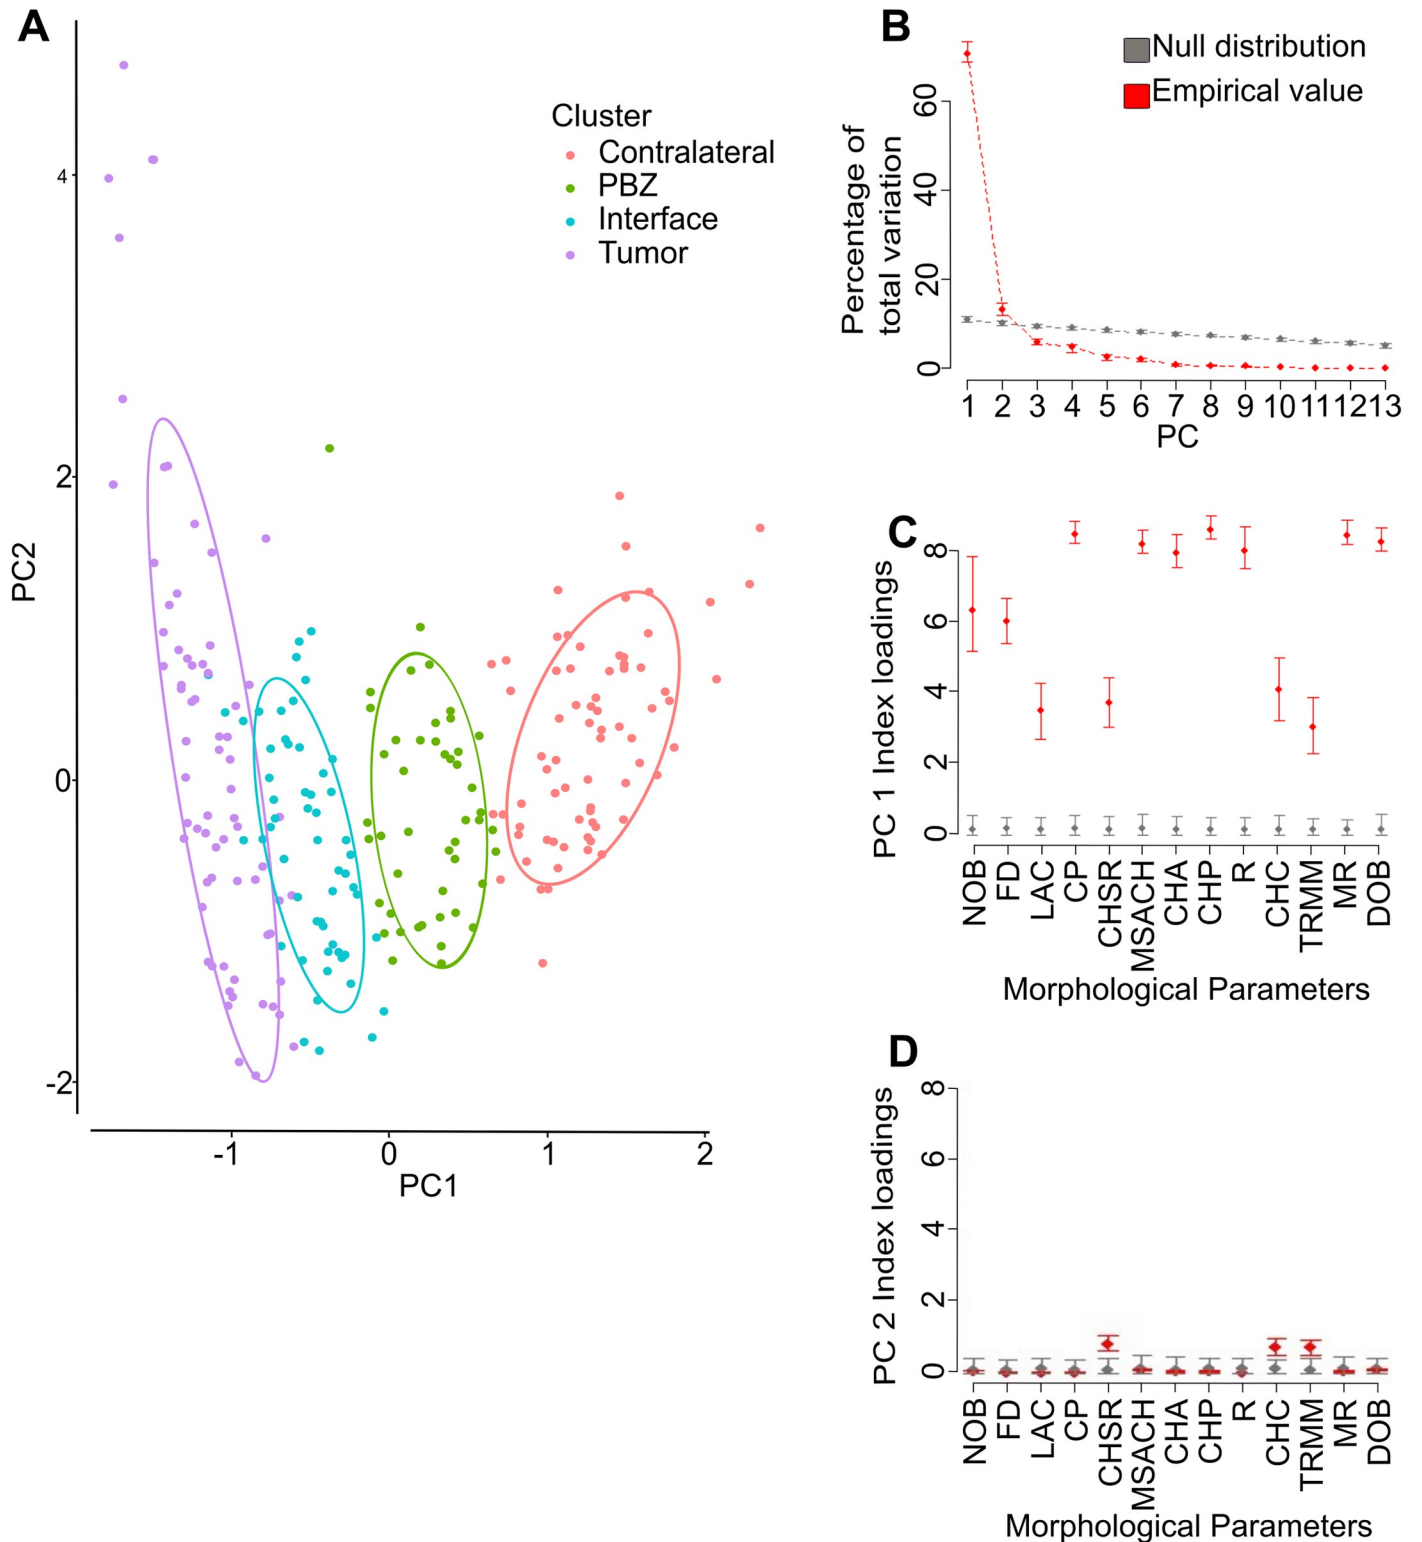 A
4
2
0
-2
PC2
-1
0
1
2
PC1
Cluster
Contralateral
PBZ
Interface
Tumor
B
Null distribution
Empirical value
Percentage of
total variation
60
40
20
0
1 2 3 4 5 6 7 8 9 10 11 12 13
PC
C
PC 1 Index loadings
8
6
4
2
0
NOB FD LAC CP CHSR MSACH CHA CHP R CHC TRMM MR DOB
Morphological Parameters
D
PC 2 Index loadings
8
6
4
2
0
NOB FD LAC CP CHSR MSACH CHA CHP R CHC TRMM MR DOB
Morphological Parameters